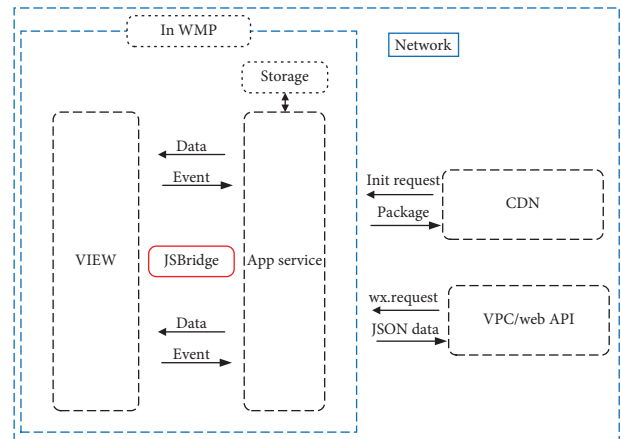 In WMP
Network
Storage
Data
Event
Init request
Package
CDN
VIEW
JSBridge
App service
wx.request
JSON data
VPC/web API
Data
Event